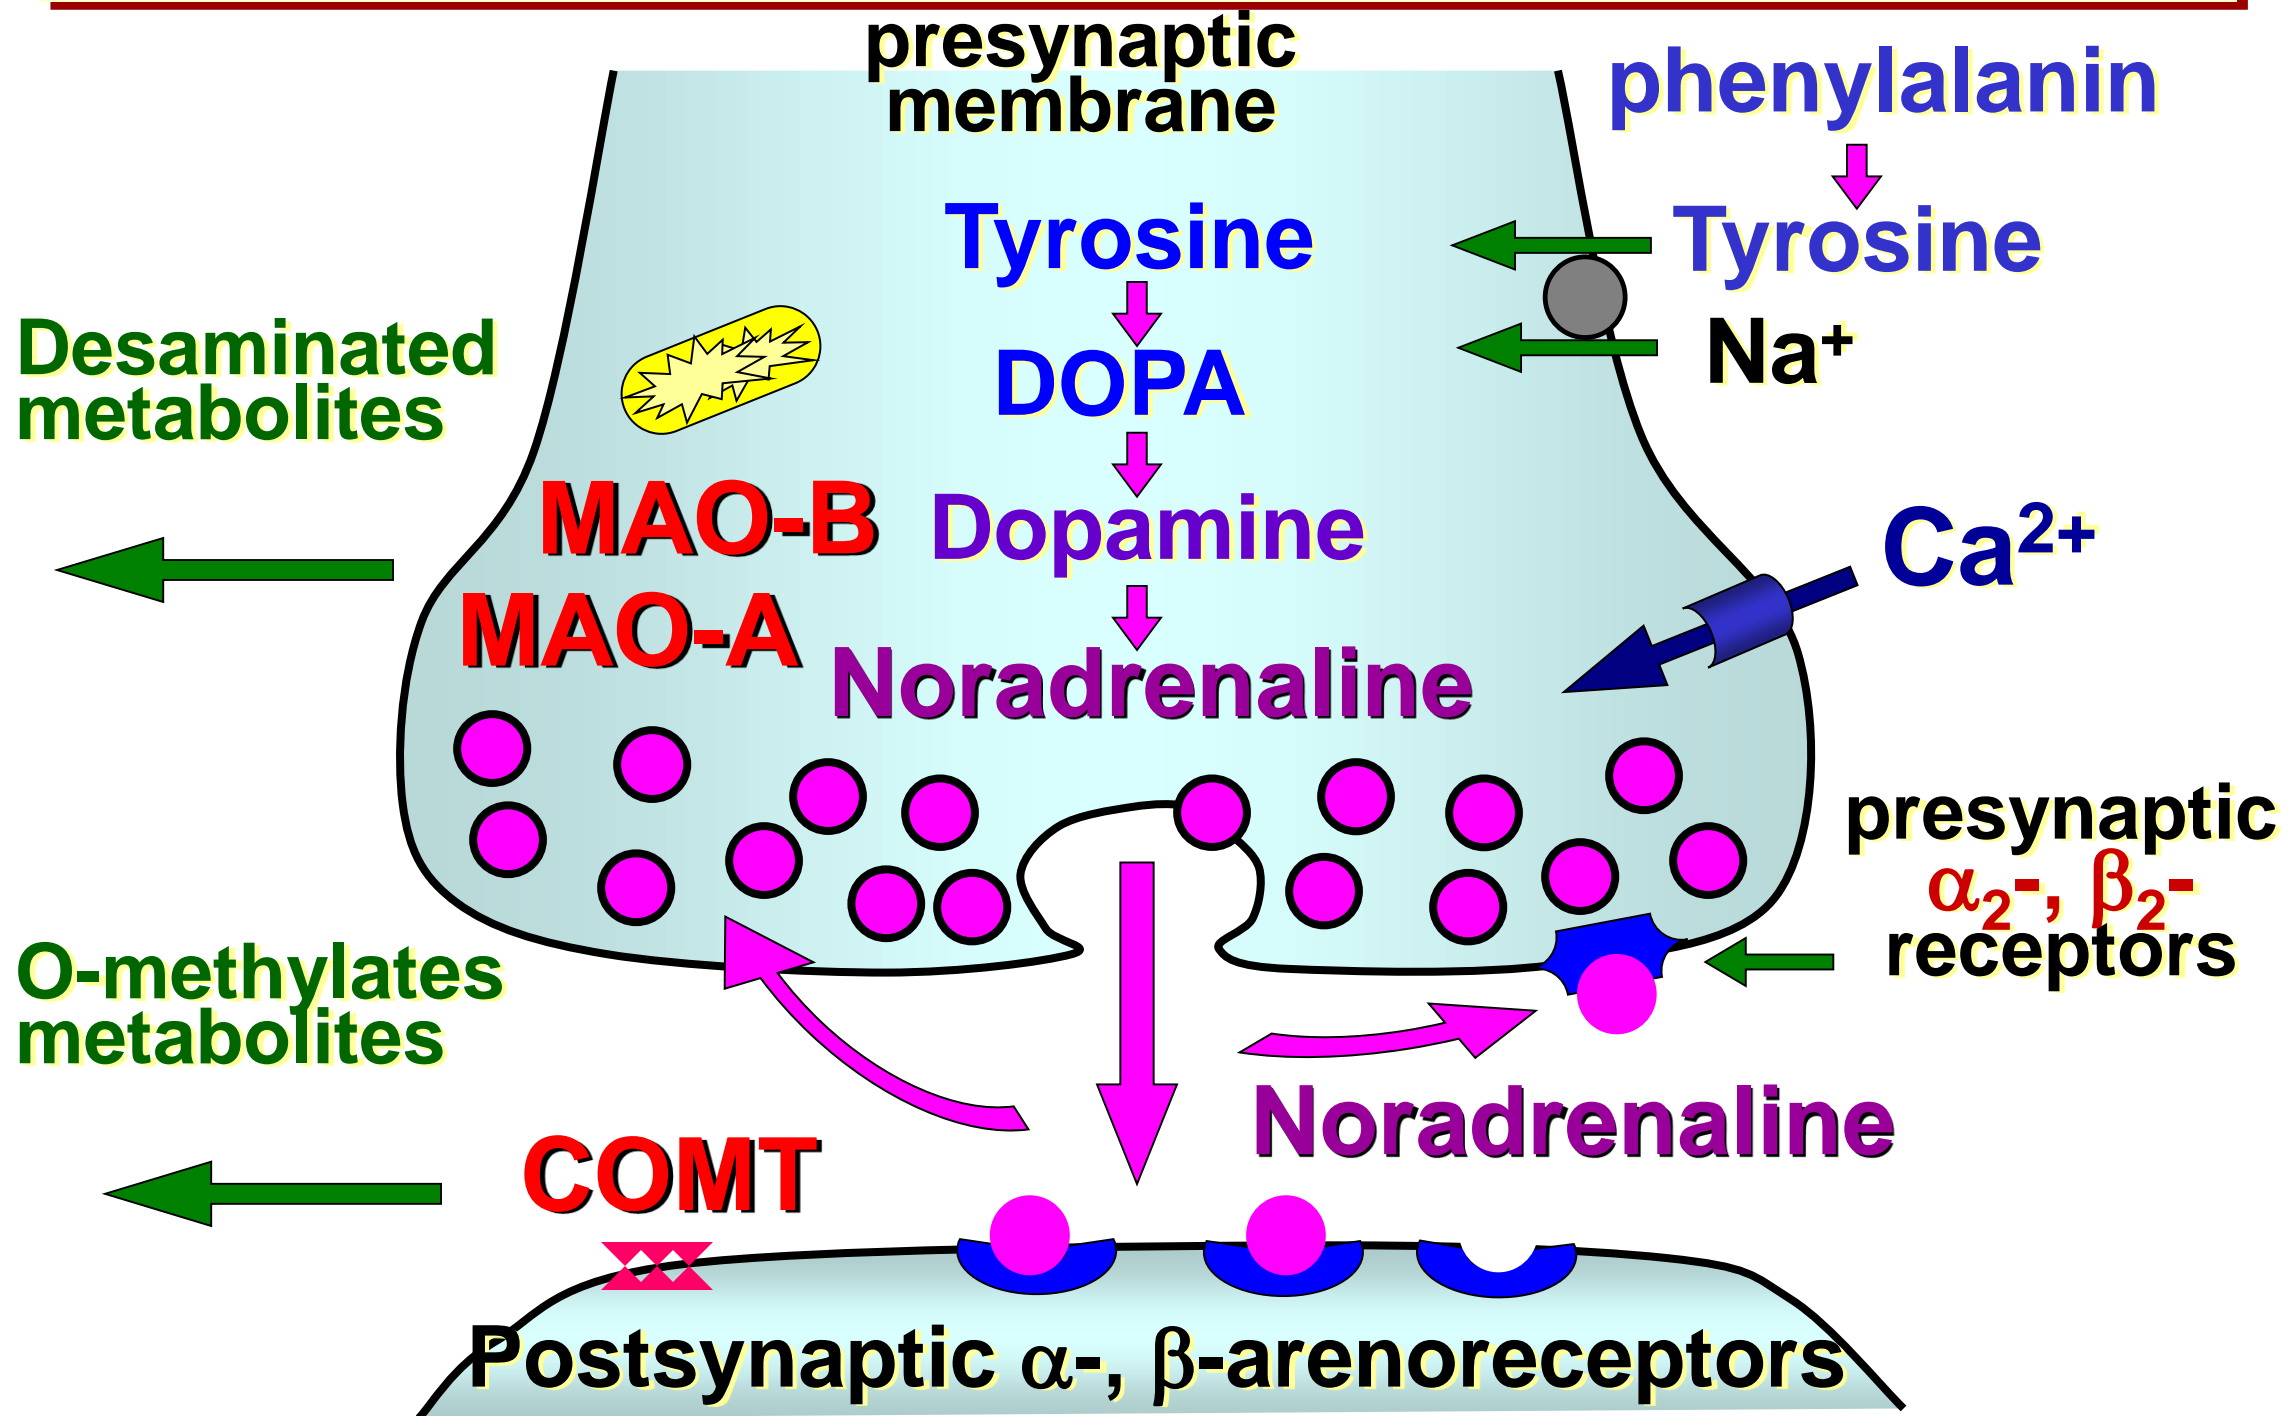 presynaptic
membrane
phenylalanin
Tyrosine
Tyrosine
Na⁺
Desaminated
metabolites
DOPA
MAO-B
Dopamine
Ca²⁺
MAO-A
Noradrenaline
presynaptic
α₂-, β₂-
receptors
O-methylates
metabolites
Noradrenaline
COMT
Postsynaptic α-, β-arenoreceptors